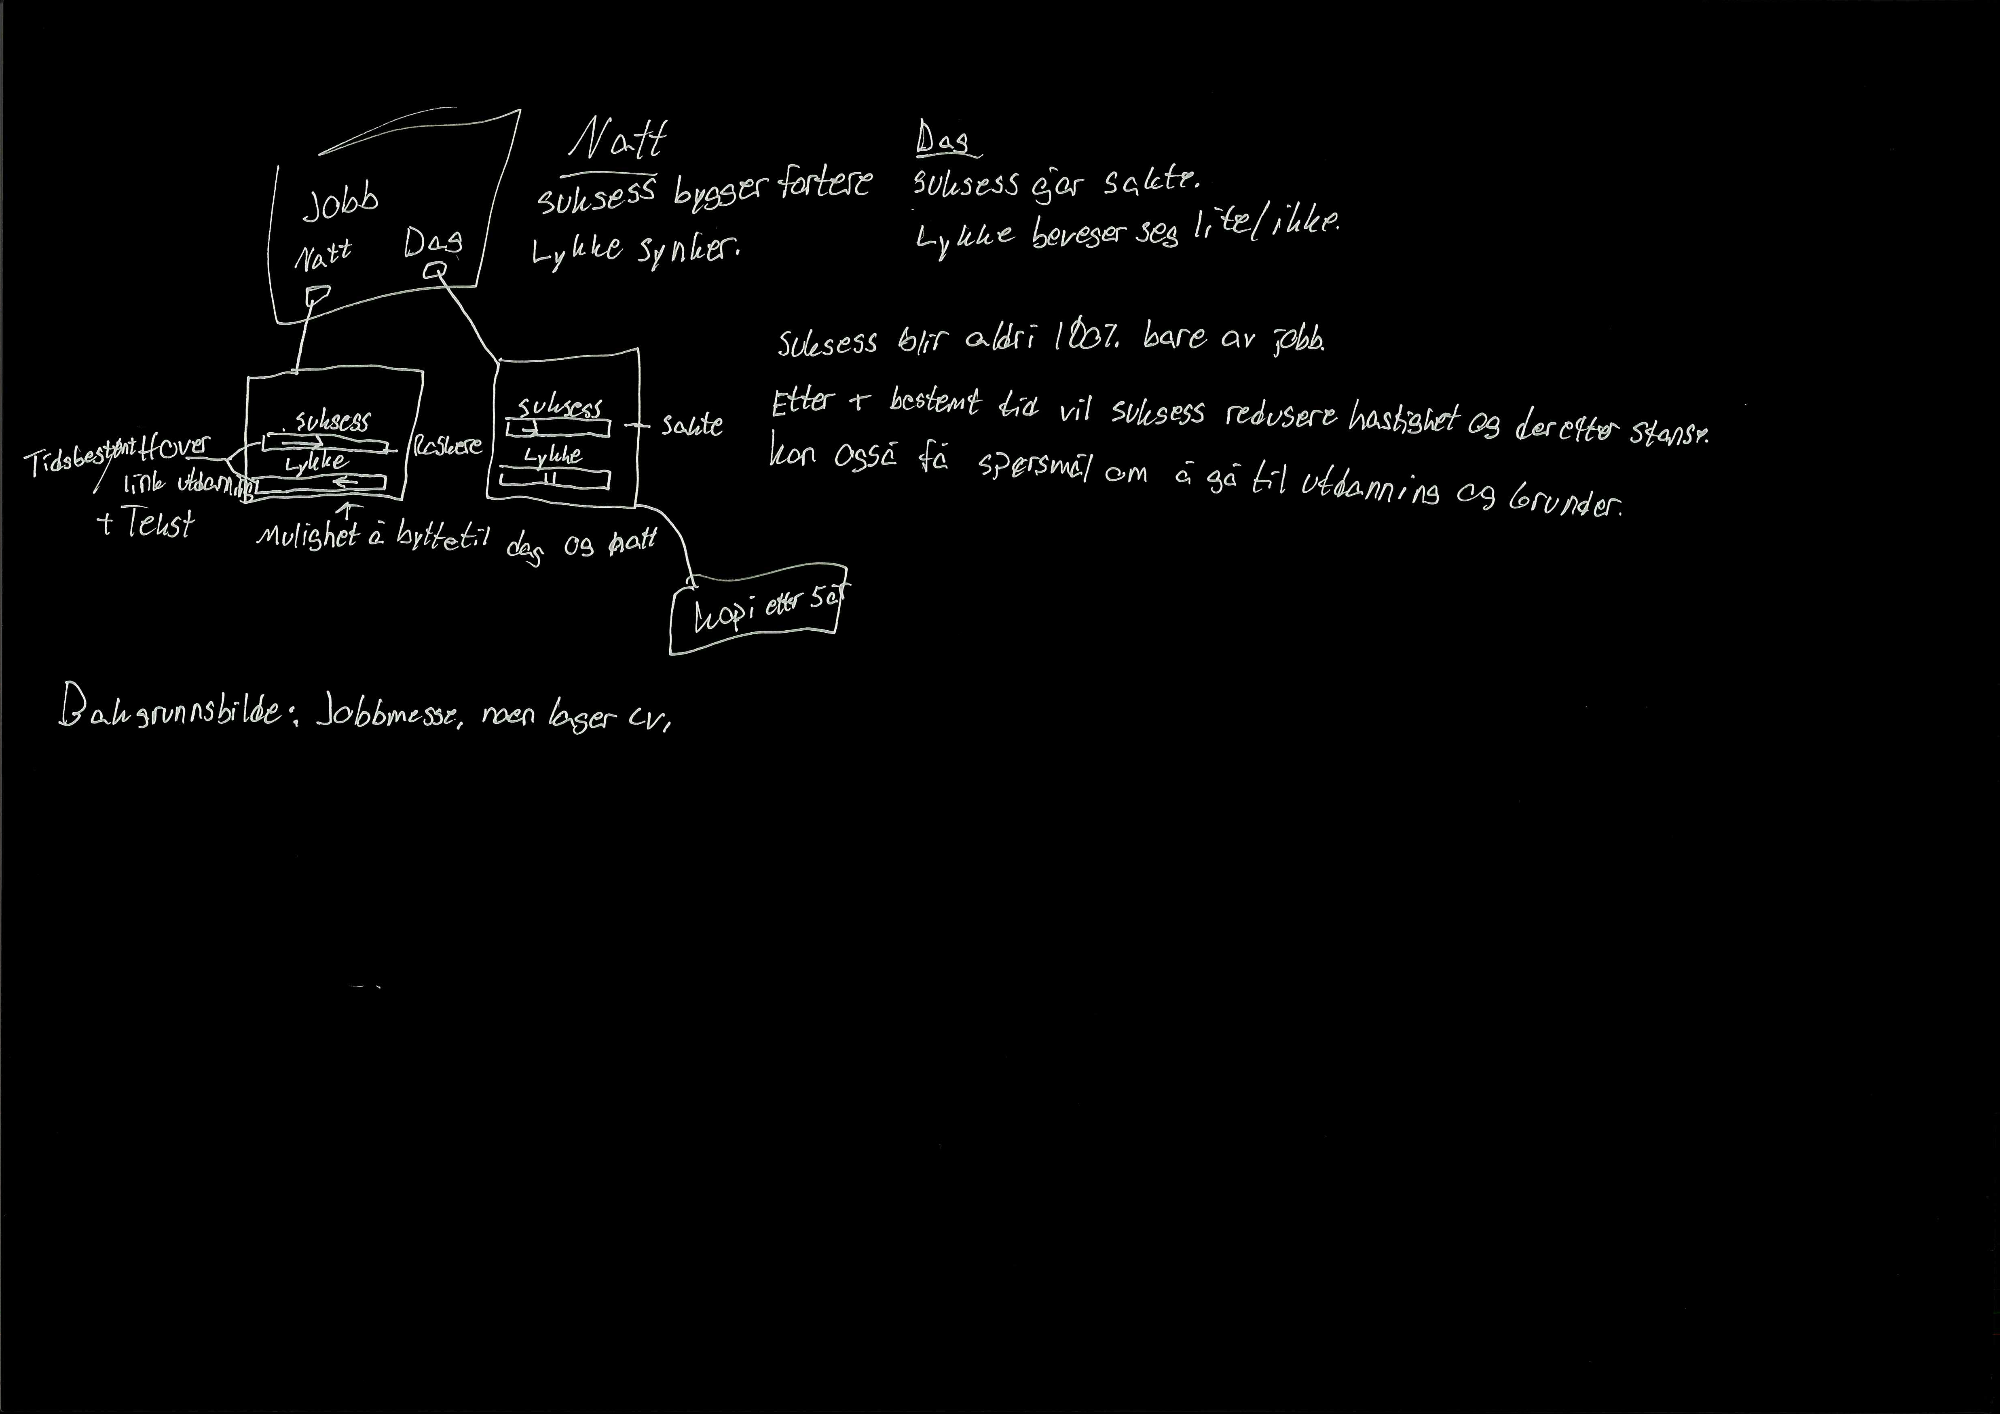 Natt
Suksess bygger fortere
Lykke synker.
Dag
Suksess går sakte.
Lykke beveger seg lite/ikke.
Jobb
Natt Dag
Suksess blir aldri 100% bare av jobb.
Etter + bestemt tid vil suksess redusere hastighet og deretter stanse.
kan også få spørsmål om å gå til utdanning og Grunder.
Suksess
Raskere
Lykke
Suksess
Sakte
Lykke
Tidsbestemt Hover
link utdanning
+ Tekst
Mulighet å bytte til dag og natt
kopi etter 5 år
Bakgrunnsbilde: Jobbmesse, noen lager cv,